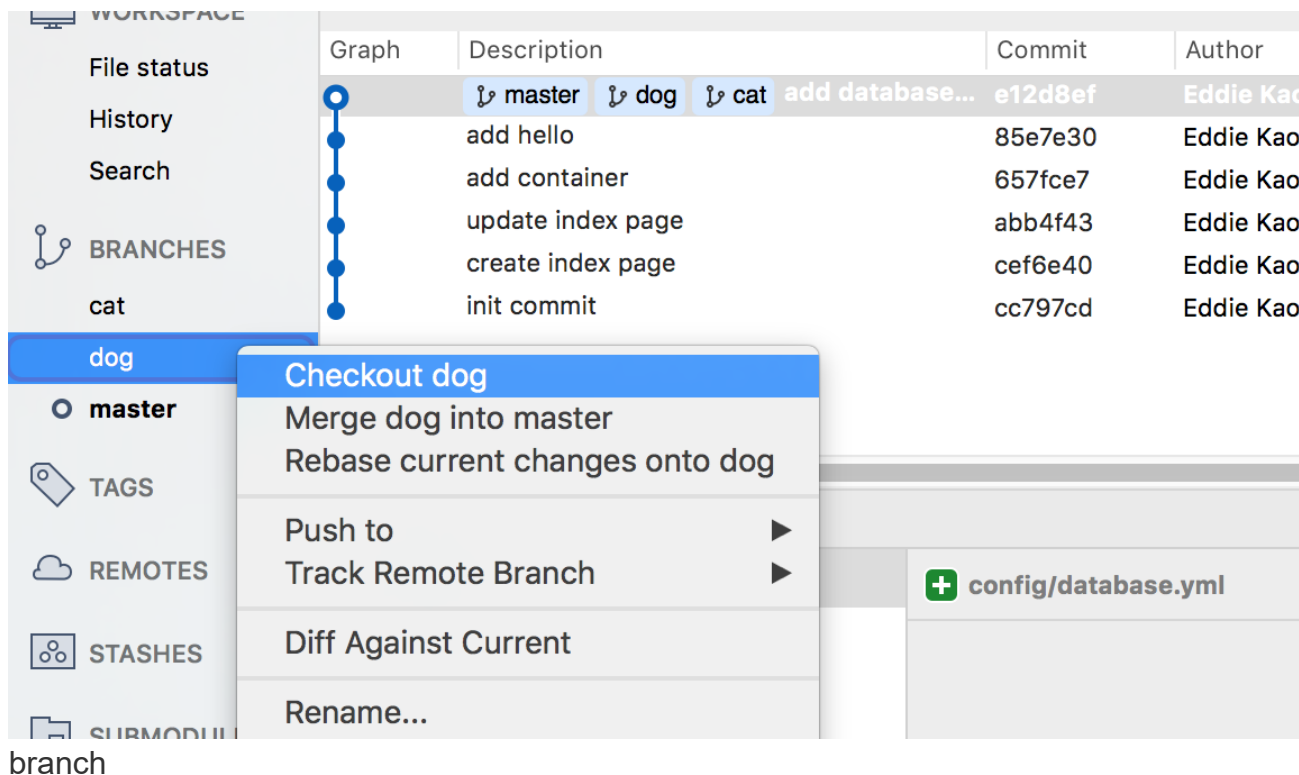 WORKSPACE
File status
History
Search
BRANCHES
cat
dog
master
TAGS
REMOTES
STASHES
Graph Description Commit Author
master dog cat add database... e12d8ef Eddie Kao
add hello 85e7e30 Eddie Kao
add container 657fce7 Eddie Kao
update index page abb4f43 Eddie Kao
create index page cef6e40 Eddie Kao
init commit cc797cd Eddie Kao
Checkout dog
Merge dog into master
Rebase current changes onto dog
Push to
Track Remote Branch
Diff Against Current
Rename...
config/database.yml
branch